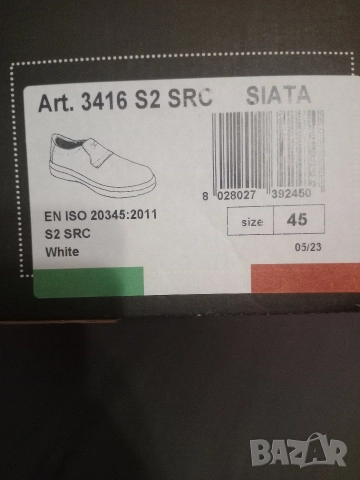 Art. 3416 S2 SRC SIATA
8 028027 392450
EN ISO 20345:2011
S2 SRC
White
size 45
05/23
BAZAR